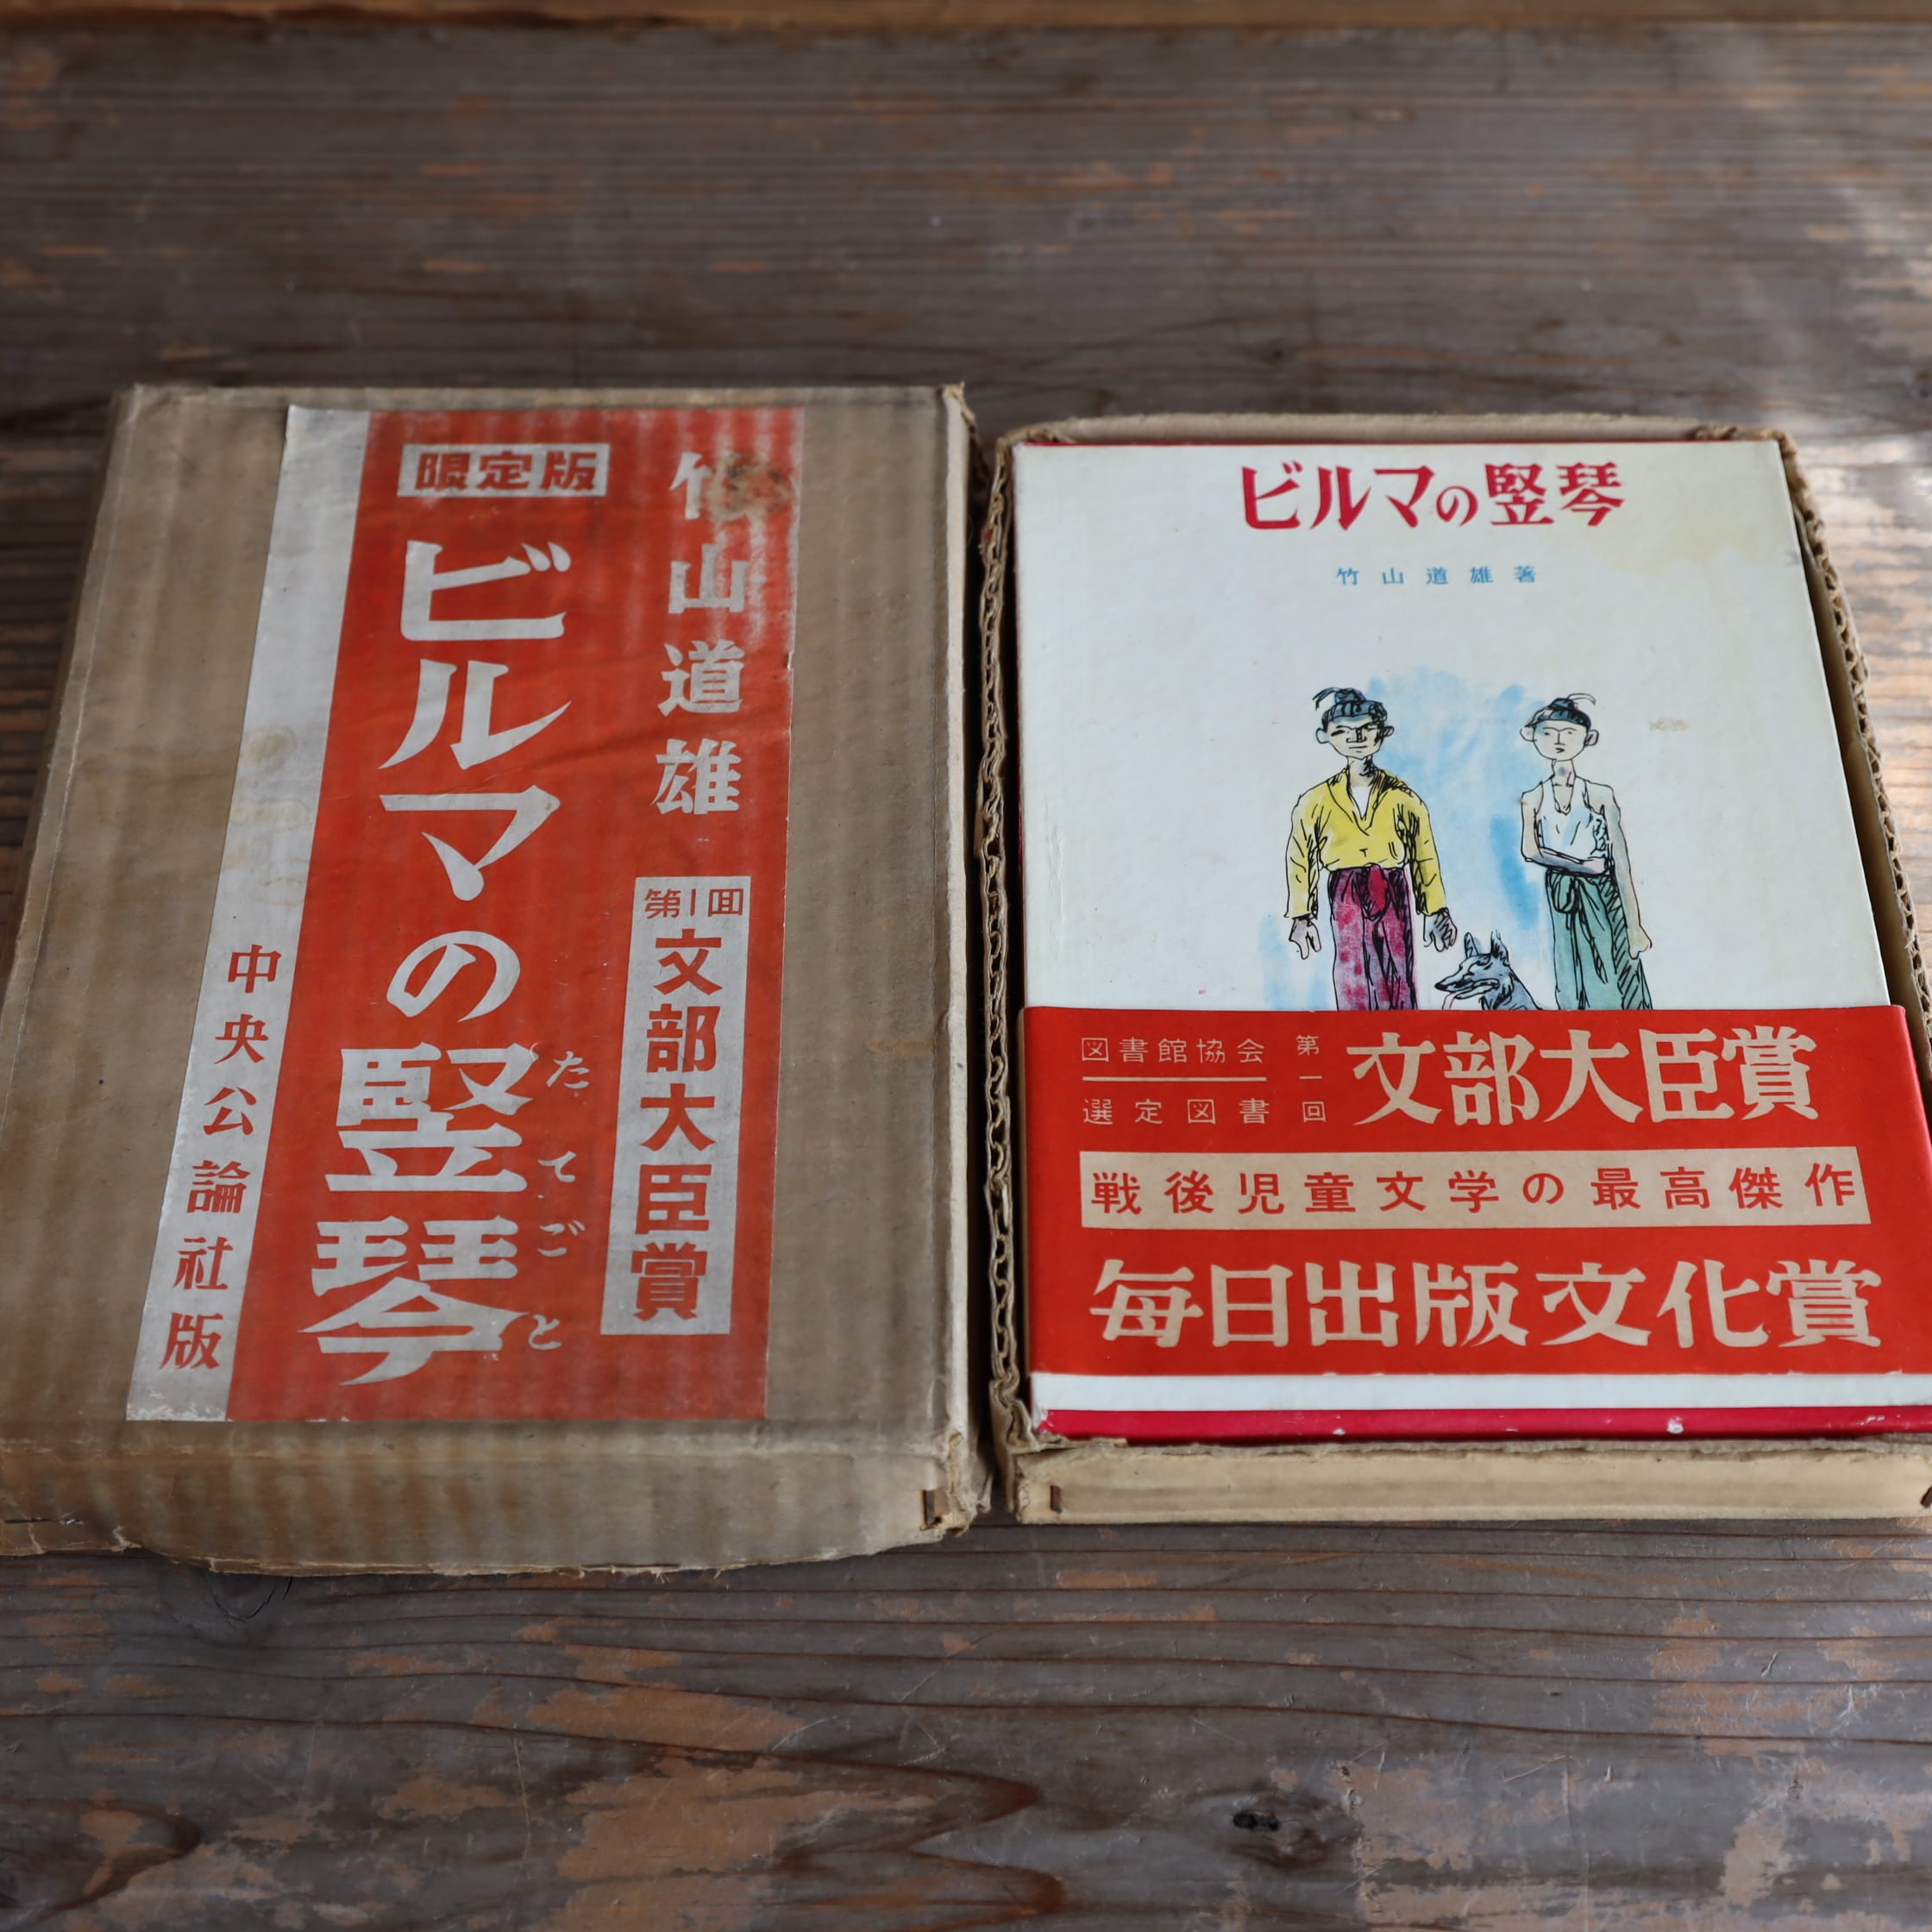 限定版
竹山道雄
第1回
文部大臣賞
ビルマの竪琴
たてごと
中央公論社版
ビルマの竪琴
竹山道雄著
図書館協会
選定図書
第一回
文部大臣賞
戦後児童文学の最高傑作
毎日出版文化賞